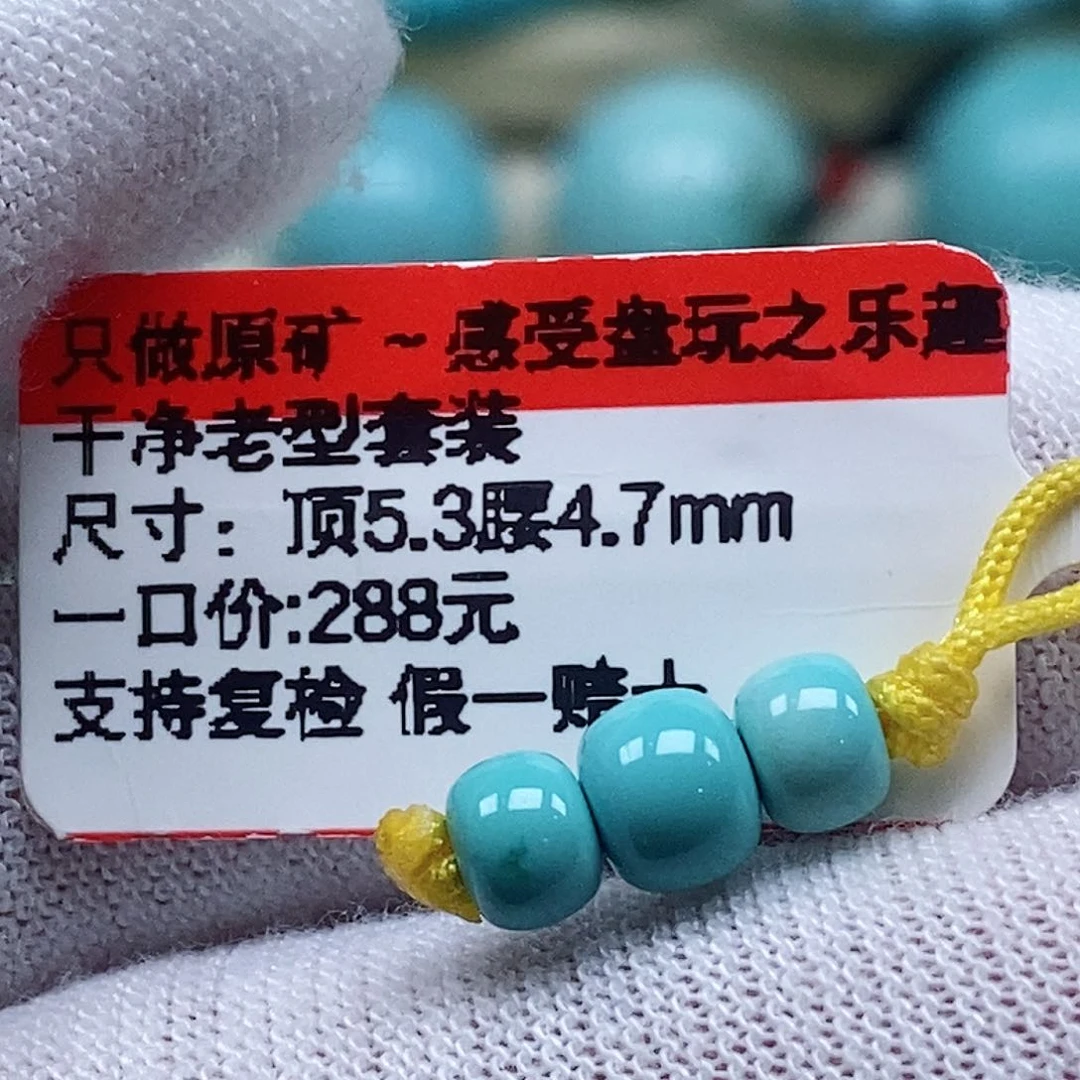 只做原矿~感受盘玩之乐趣
干净老型套装
尺寸：顶5.3腰4.7mm
一口价:288元
支持复检 假一赔十